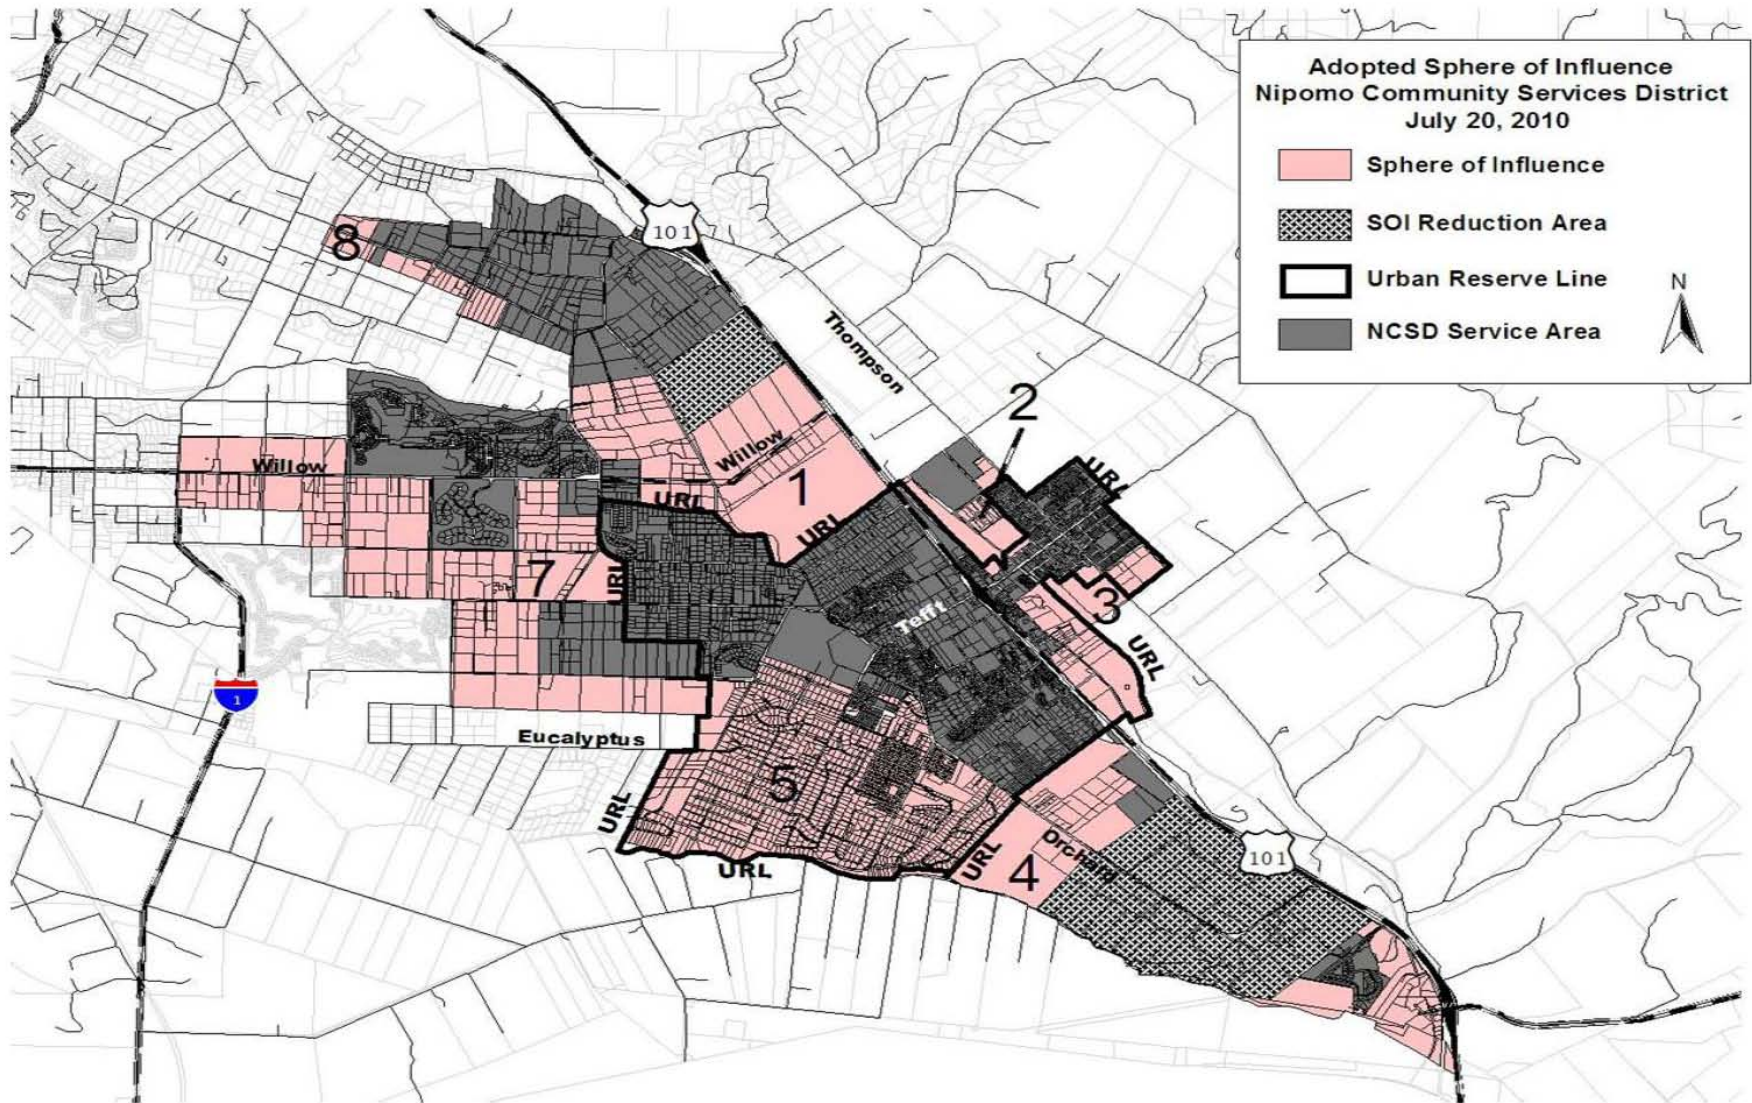 Adopted Sphere of Influence
Nipomo Community Services District
July 20, 2010
Sphere of Influence
SOI Reduction Area
Urban Reserve Line
N
NCSD Service Area
101
8
Thompson
2
Willow
Willow
1
URL
URL
URL
7
URL
3
Tefft
URL
1
Eucalyptus
5
URL
URL
URL
4
Orchard
101